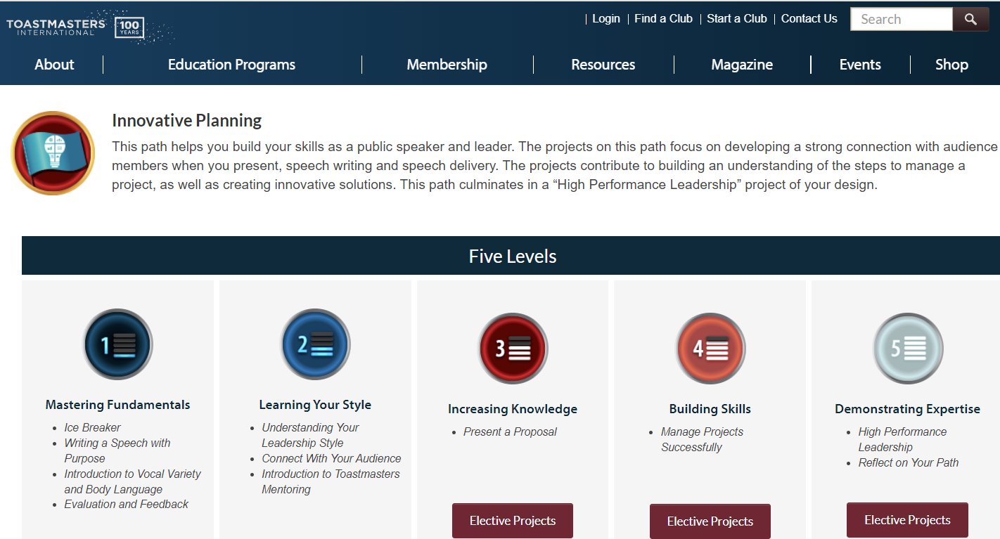 TOASTMASTERS
INTERNATIONAL
100
YEARS
Login
Find a Club
Start a Club
Contact Us
Search
About
Education Programs
Membership
Resources
Magazine
Events
Shop
Innovative Planning
This path helps you build your skills as a public speaker and leader. The projects on this path focus on developing a strong connection with audience
members when you present, speech writing and speech delivery. The projects contribute to building an understanding of the steps to manage a
project, as well as creating innovative solutions. This path culminates in a “High Performance Leadership” project of your design.
Five Levels
1
Mastering Fundamentals
• Ice Breaker
• Writing a Speech with
Purpose
• Introduction to Vocal Variety
and Body Language
• Evaluation and Feedback
2
Learning Your Style
• Understanding Your
Leadership Style
• Connect With Your Audience
• Introduction to Toastmasters
Mentoring
3
Increasing Knowledge
• Present a Proposal
Elective Projects
4
Building Skills
• Manage Projects
Successfully
Elective Projects
5
Demonstrating Expertise
• High Performance
Leadership
• Reflect on Your Path
Elective Projects